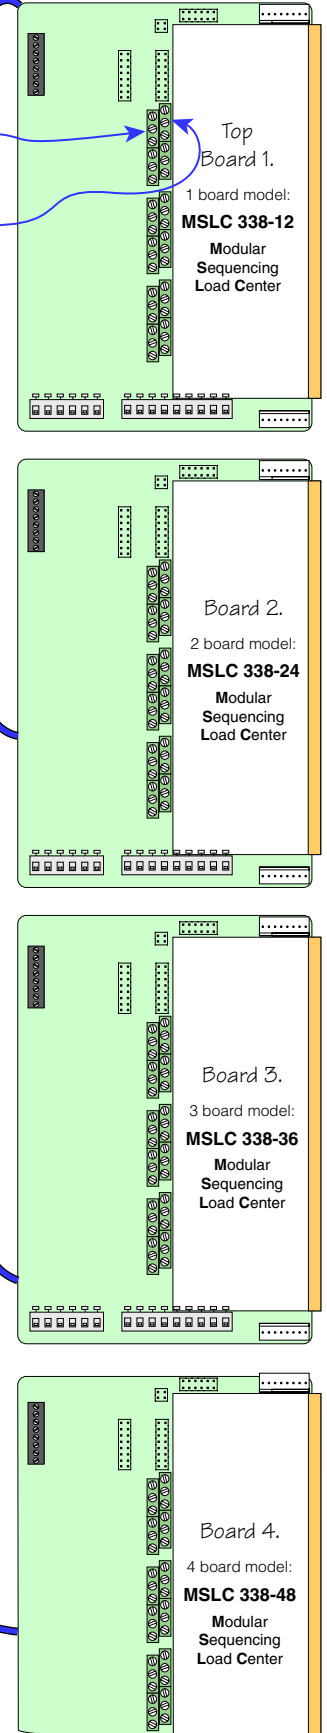 Top
Board 1.
1 board model:
MSLC 338-12
Modular
Sequencing
Load Center
Board 2.
2 board model:
MSLC 338-24
Modular
Sequencing
Load Center
Board 3.
3 board model:
MSLC 338-36
Modular
Sequencing
Load Center
Board 4.
4 board model:
MSLC 338-48
Modular
Sequencing
Load Center